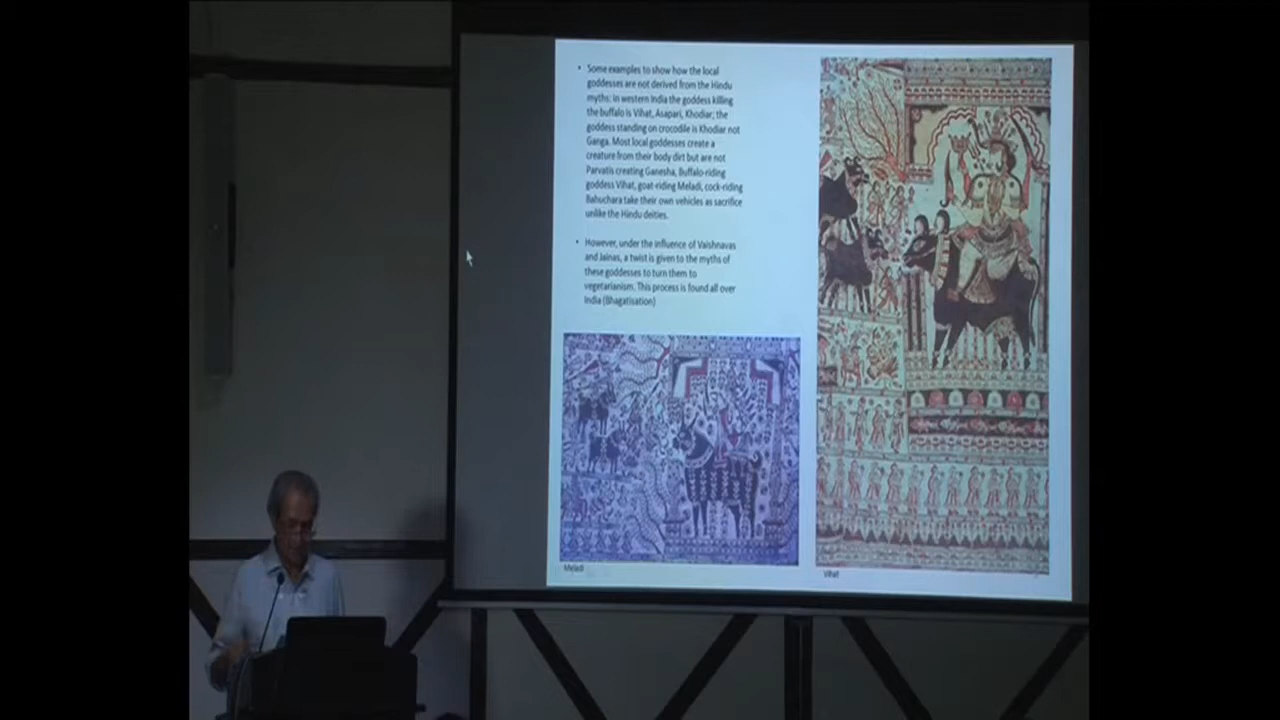 • Some examples to show how the local
goddesses are not derived from the Hindu
myths: in western India the goddess killing
the buffalo is Vihat, Asapari, Khodiar; the
goddess standing on crocodile is Khodiar not
Ganga. Most local goddesses create a
creature from their body dirt but are not
Parvatis creating Ganesha, Buffalo-riding
goddess Vihat, goat-riding Meladi, cock-riding
Bahuchara take their own vehicles as sacrifice
unlike the Hindu deities.
• However, under the influence of Vaishnavas
and Jainas, a twist is given to the myths of
these goddesses to turn them to
vegetarianism. This process is found all over
India (Bhagatisation)
Meladi
Vihat